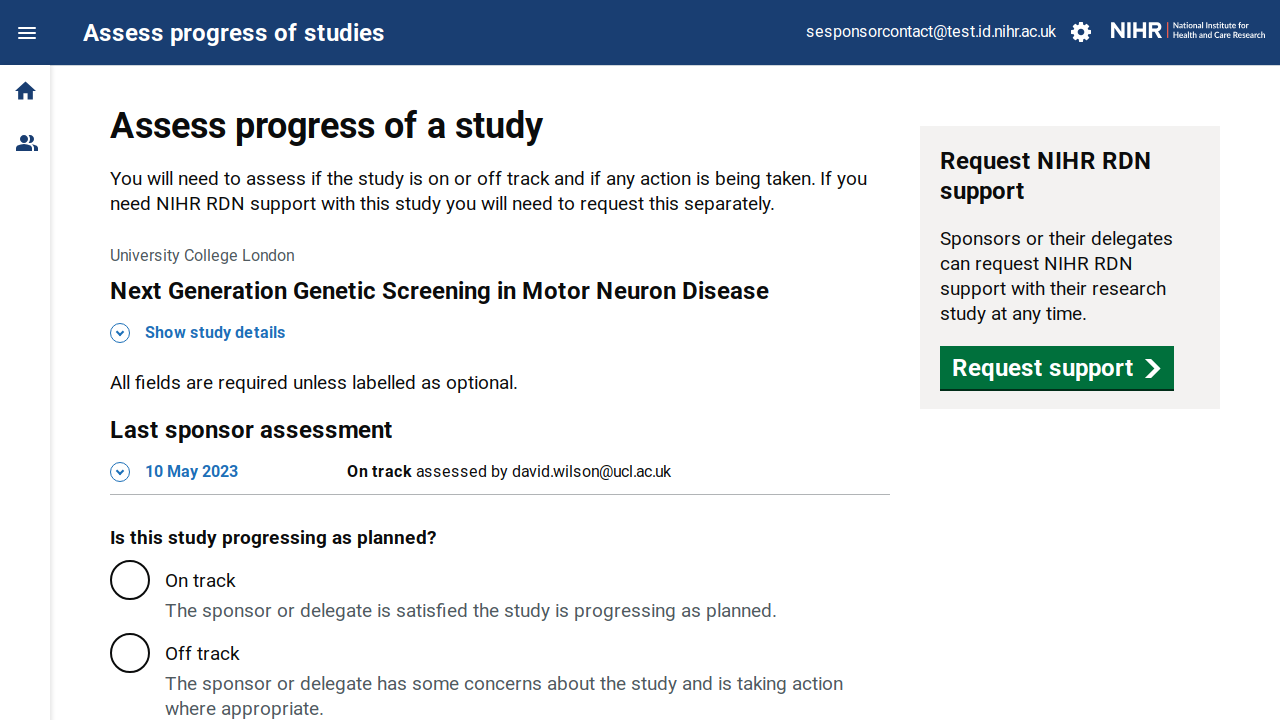 Assess progress of studies
sesponsorcontact@test.id.nihr.ac.uk
NIHR
National Institute for
Health and Care Research
Assess progress of a study
You will need to assess if the study is on or off track and if any action is being taken. If you
need NIHR RDN support with this study you will need to request this separately.
University College London
Next Generation Genetic Screening in Motor Neuron Disease
Show study details
All fields are required unless labelled as optional.
Last sponsor assessment
10 May 2023
On track assessed by david.wilson@ucl.ac.uk
Is this study progressing as planned?
On track
The sponsor or delegate is satisfied the study is progressing as planned.
Off track
The sponsor or delegate has some concerns about the study and is taking action
where appropriate.
Request NIHR RDN
support
Sponsors or their delegates
can request NIHR RDN
support with their research
study at any time.
Request support